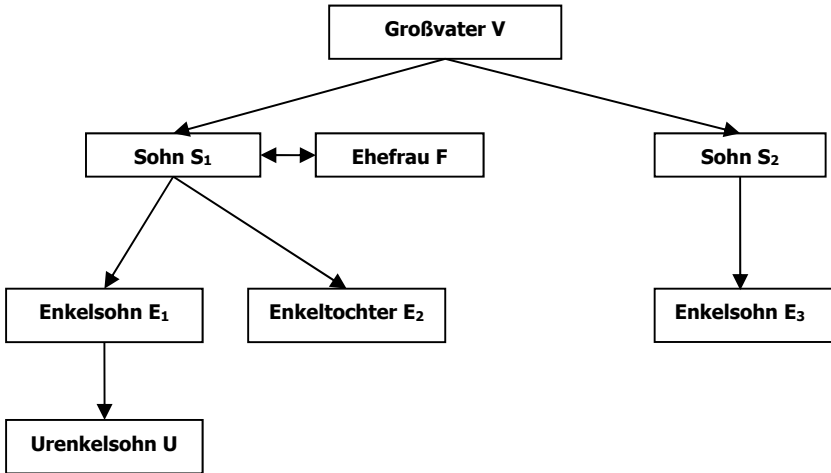 Großvater V
Sohn S₁
Ehefrau F
Sohn S₂
Enkelsohn E₁
Enkeltochter E₂
Enkelsohn E₃
Urenkelsohn U